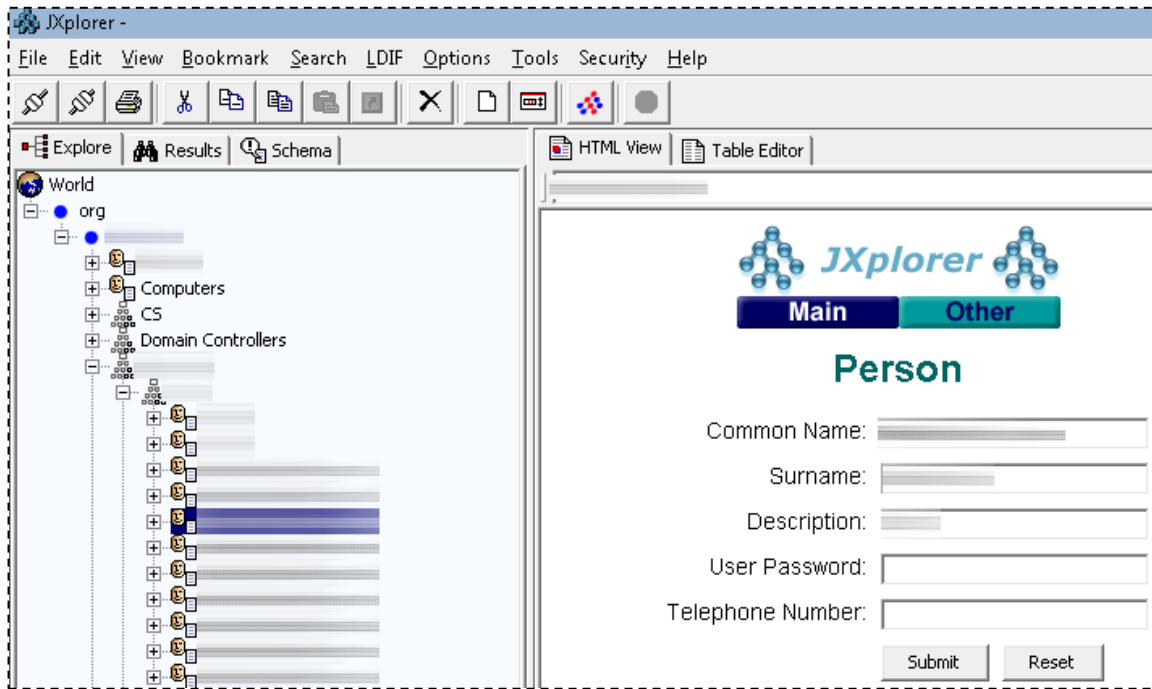 JXplorer -
File Edit View Bookmark Search LDIF Options Tools Security Help
Explore Results Schema
HTML View Table Editor
World
org
Computers
CS
Domain Controllers
JXplorer
Main Other
Person
Common Name:
Surname:
Description:
User Password:
Telephone Number:
Submit Reset